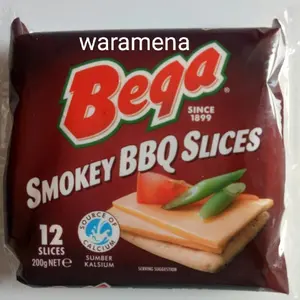 waramena
Bega
SINCE
1899
SMOKEY BBQ SLICES
12
SLICES
200g NET e
SOURCE OF
CALCIUM
SUMBER
KALSIUM
SERVING SUGGESTION